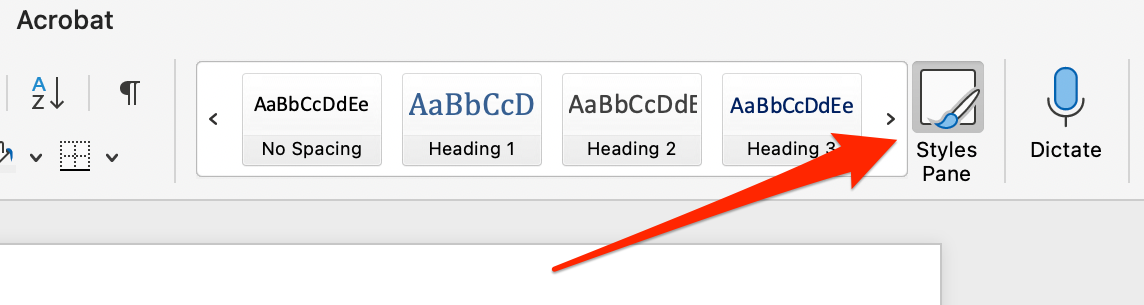 Acrobat
A
Z
¶
AaBbCcDdEe
AaBbCcD
AaBbCcDdE
AaBbCcDdEe
No Spacing
Heading 1
Heading 2
Heading 3
Styles
Pane
Dictate